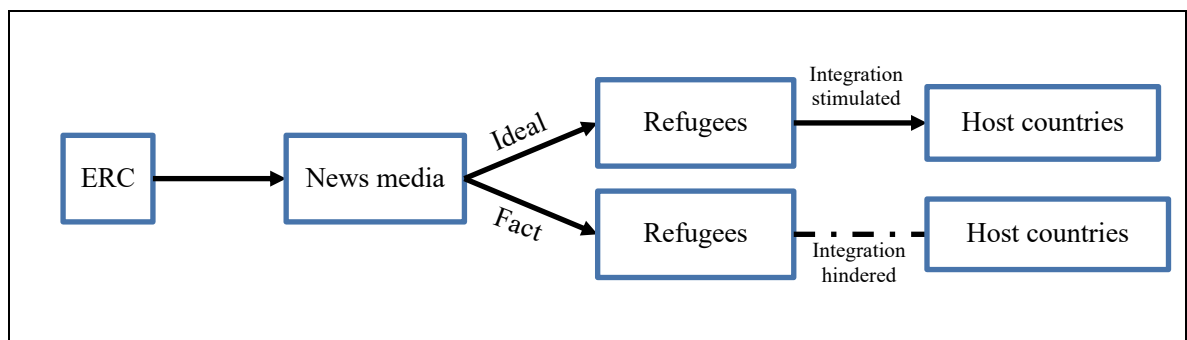 ERC
News media
Ideal
Fact
Refugees
Integration
stimulated
Host countries
Refugees
Integration
hindered
Host countries